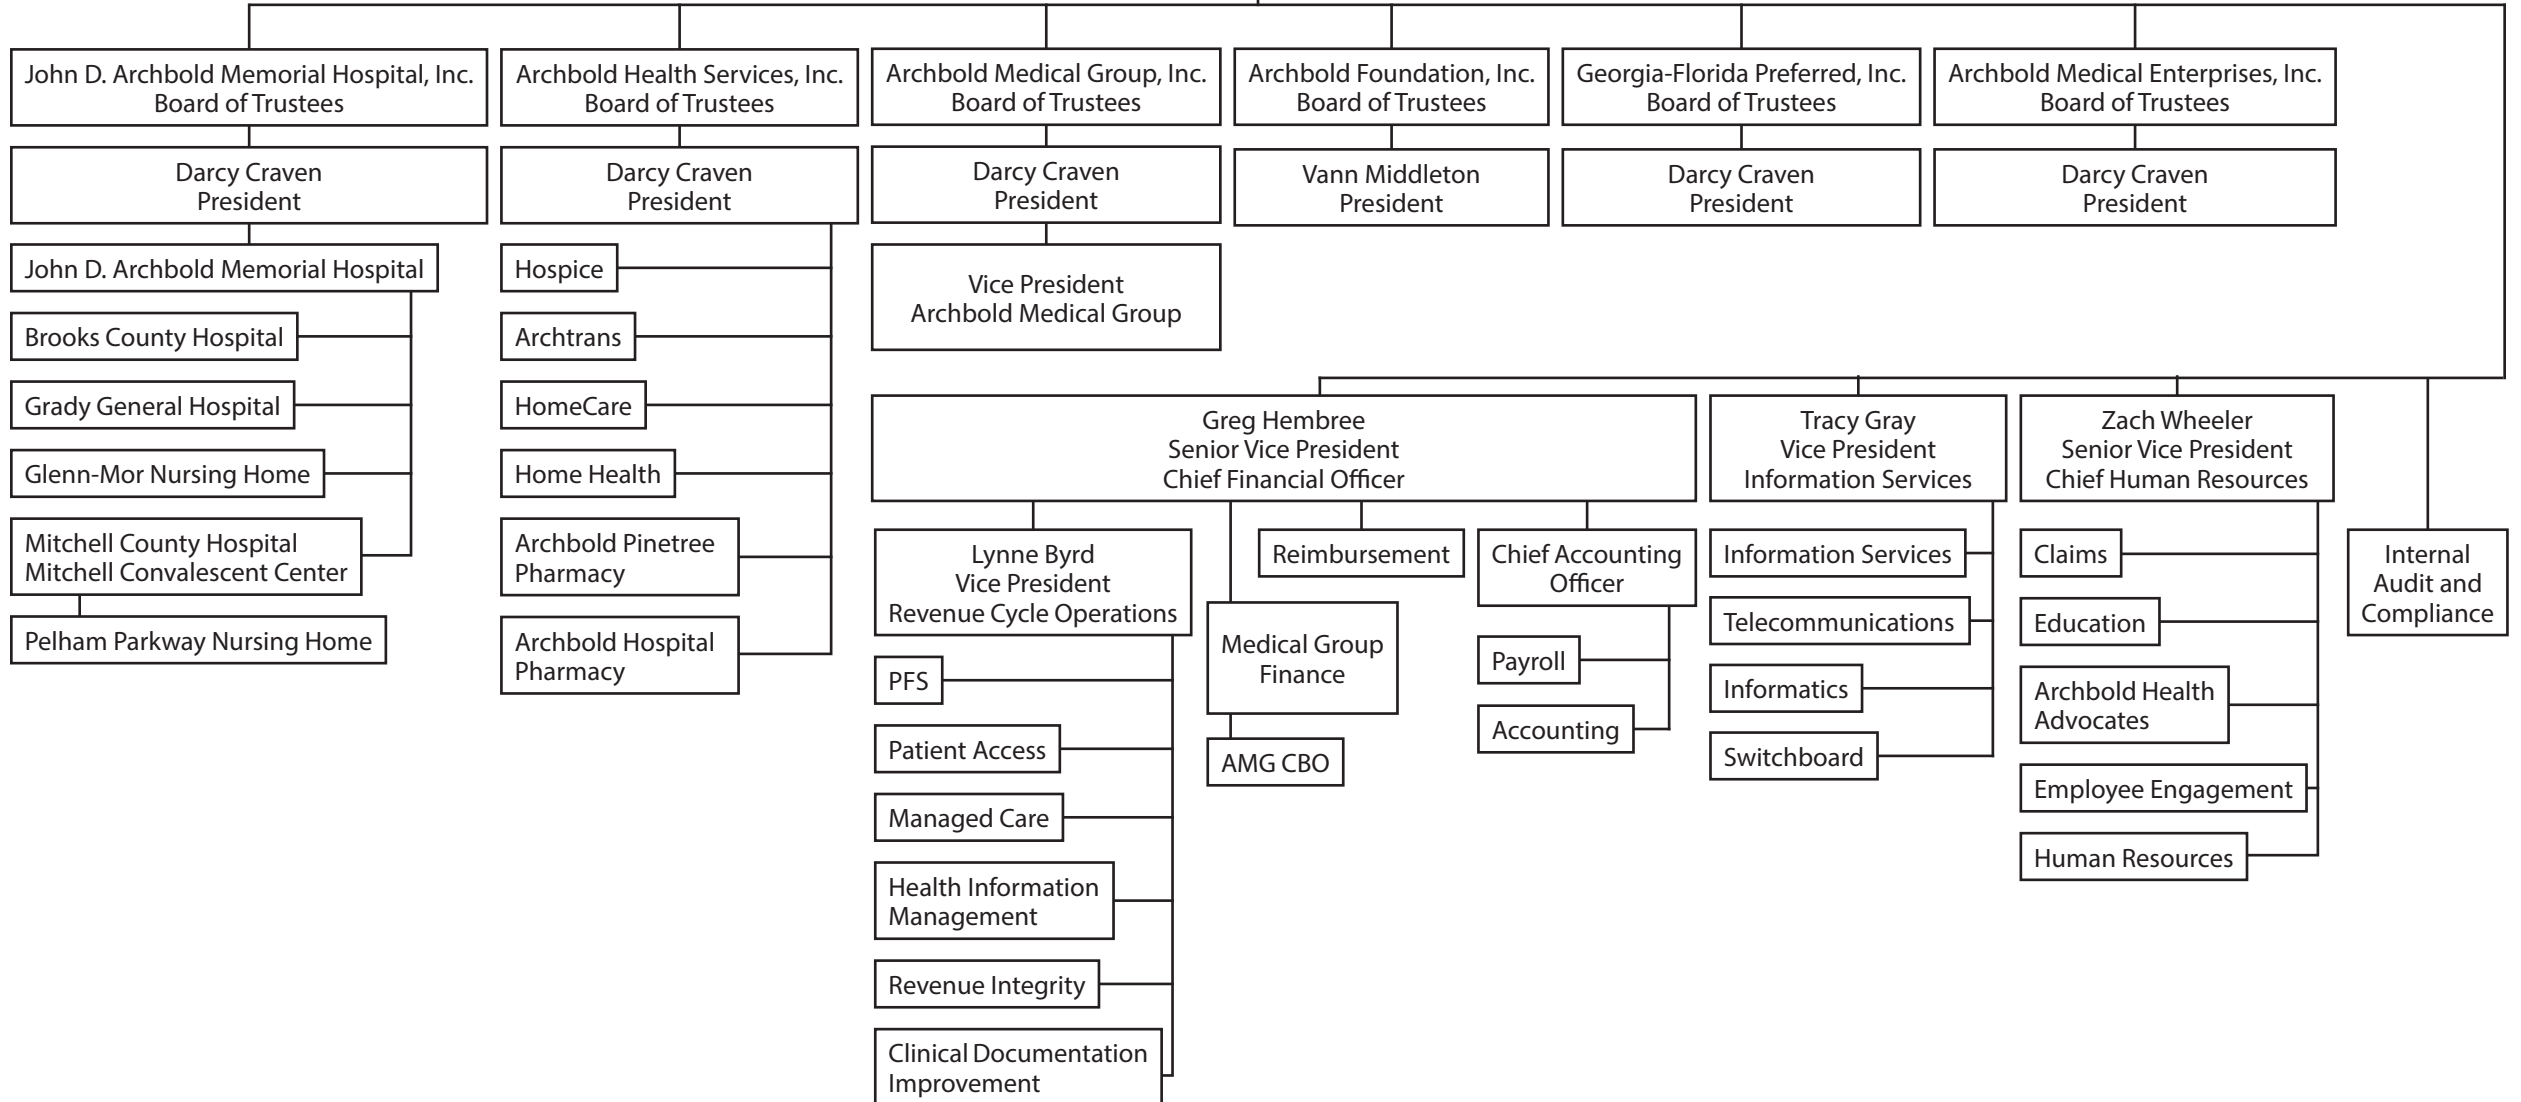 John D. Archbold Memorial Hospital, Inc.
Board of Trustees
Archbold Health Services, Inc.
Board of Trustees
Archbold Medical Group, Inc.
Board of Trustees
Archbold Foundation, Inc.
Board of Trustees
Georgia-Florida Preferred, Inc.
Board of Trustees
Archbold Medical Enterprises, Inc.
Board of Trustees
Darcy Craven
President
Darcy Craven
President
Darcy Craven
President
Vann Middleton
President
Darcy Craven
President
Darcy Craven
President
John D. Archbold Memorial Hospital
Brooks County Hospital
Grady General Hospital
Glenn-Mor Nursing Home
Mitchell County Hospital
Mitchell Convalescent Center
Pelham Parkway Nursing Home
Hospice
Archtrans
HomeCare
Home Health
Archbold Pinetree
Pharmacy
Archbold Hospital
Pharmacy
Vice President
Archbold Medical Group
Greg Hembree
Senior Vice President
Chief Financial Officer
Lynne Byrd
Vice President
Revenue Cycle Operations
PFS
Patient Access
Managed Care
Health Information
Management
Revenue Integrity
Clinical Documentation
Improvement
Medical Group
Finance
AMG CBO
Reimbursement
Chief Accounting
Officer
Payroll
Accounting
Tracy Gray
Vice President
Information Services
Information Services
Telecommunications
Informatics
Switchboard
Zach Wheeler
Senior Vice President
Chief Human Resources
Claims
Education
Archbold Health
Advocates
Employee Engagement
Human Resources
Internal
Audit and
Compliance